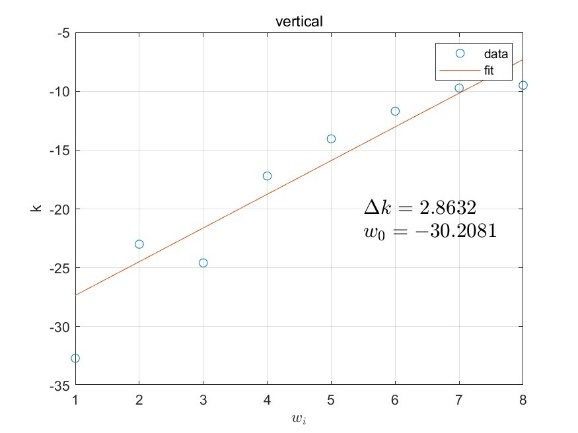 vertical
-5
data
fit
-10
-15
k
-20
Δk = 2.8632
w₀ = −30.2081
-25
-30
-35
1 2 3 4 5 6 7 8
wᵢ